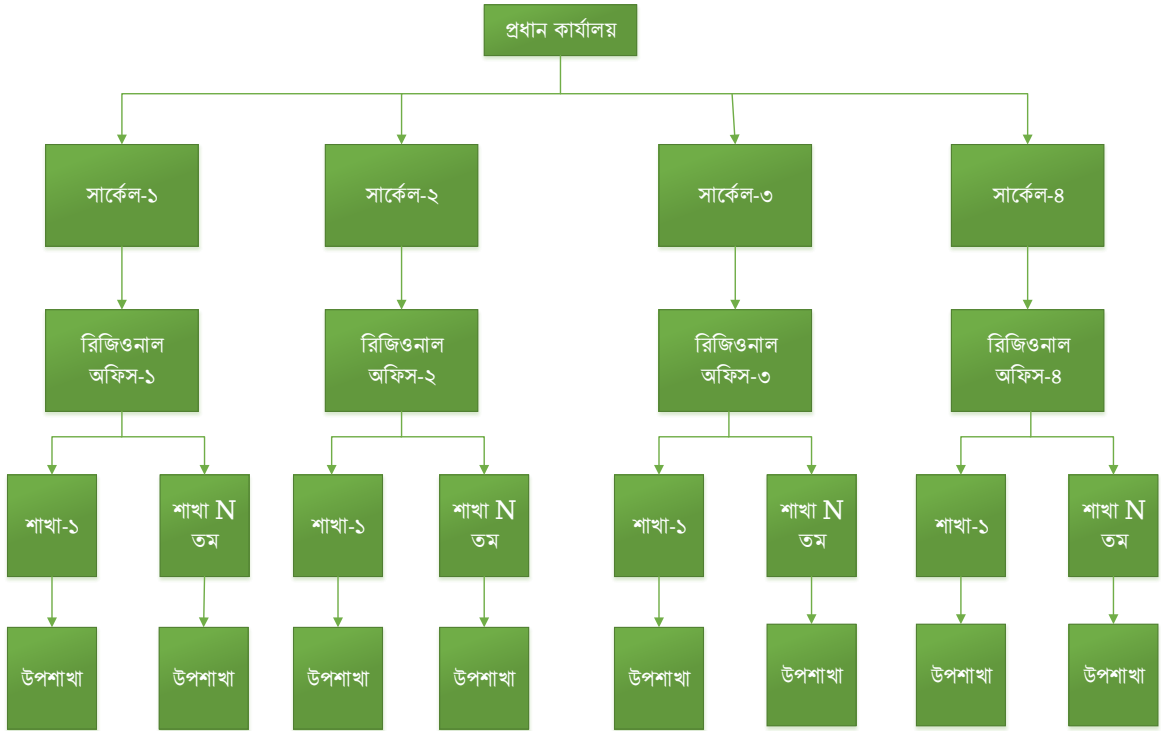 প্রধান কার্যালয়
সার্কেল-১
সার্কেল-২
সার্কেল-৩
সার্কেল-৪
রিজিওনাল
অফিস-১
রিজিওনাল
অফিস-২
রিজিওনাল
অফিস-৩
রিজিওনাল
অফিস-৪
শাখা-১
শাখা N
তম
শাখা-১
শাখা N
তম
শাখা-১
শাখা N
তম
শাখা-১
শাখা N
তম
উপশাখা
উপশাখা
উপশাখা
উপশাখা
উপশাখা
উপশাখা
উপশাখা
উপশাখা